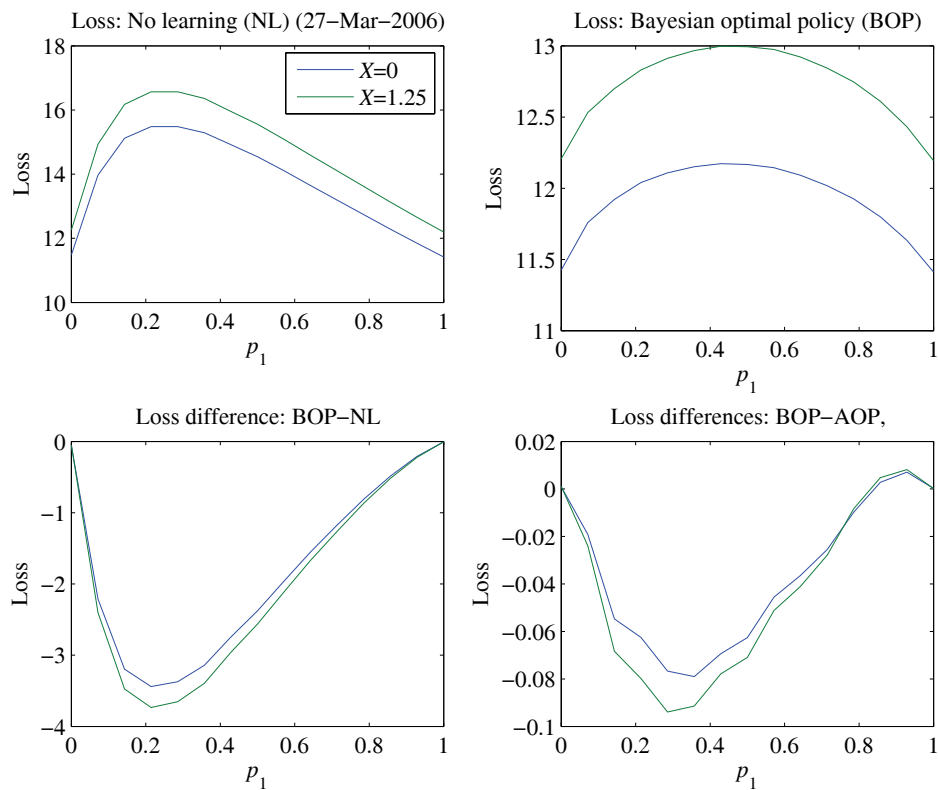 Loss: No learning (NL) (27−Mar−2006)
18
16
14
12
10
Loss
X=0
X=1.25
0 0.2 0.4 0.6 0.8 1
p1
Loss: Bayesian optimal policy (BOP)
13
12.5
12
11.5
11
Loss
0 0.2 0.4 0.6 0.8 1
p1
Loss difference: BOP−NL
0
−1
−2
−3
−4
Loss
0 0.2 0.4 0.6 0.8 1
p1
Loss differences: BOP−AOP,
0.02
0
−0.02
−0.04
−0.06
−0.08
−0.1
Loss
0 0.2 0.4 0.6 0.8 1
p1